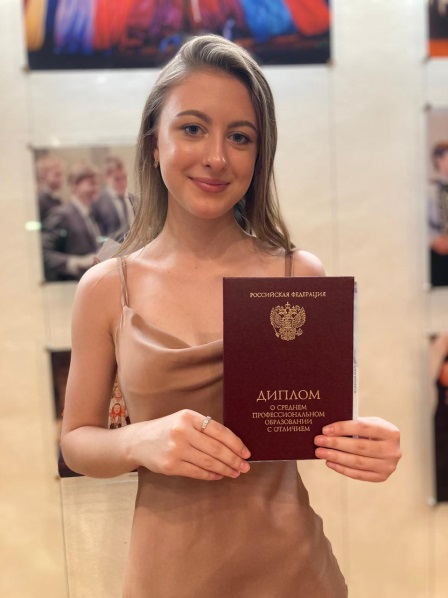 РОССИЙСКАЯ ФЕДЕРАЦИЯ
ДИПЛОМ
О СРЕДНЕМ
ПРОФЕССИОНАЛЬНОМ
ОБРАЗОВАНИИ
С ОТЛИЧИЕМ